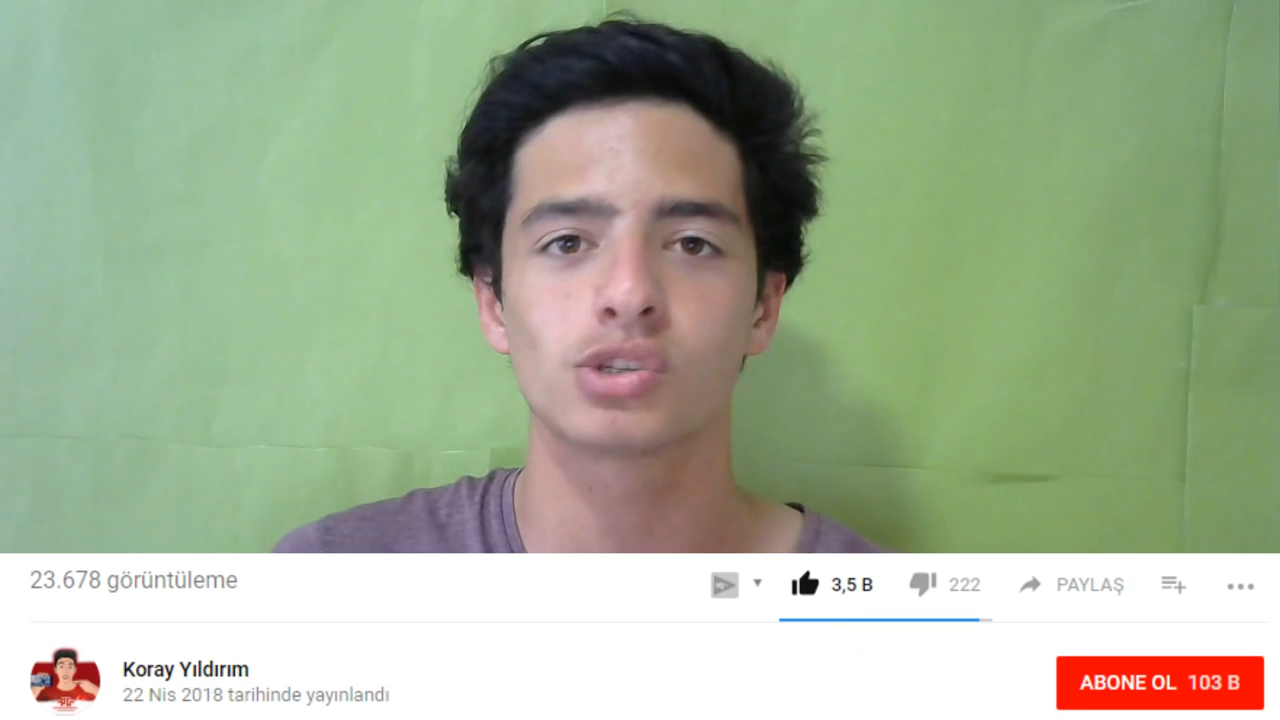 23.678 görüntüleme
3,5 B
222
PAYLAŞ
Koray Yıldırım
22 Nis 2018 tarihinde yayınlandı
ABONE OL 103 B